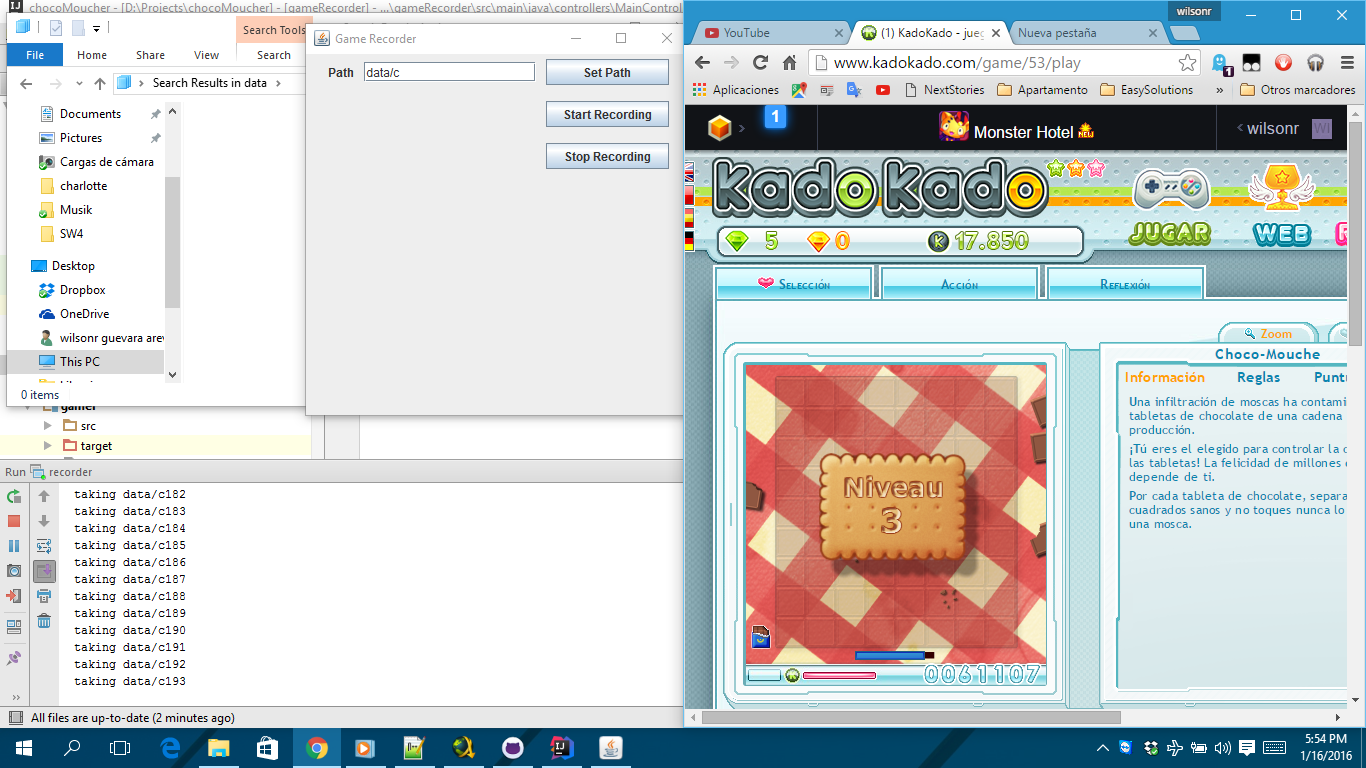 chocoMoucher - [D:\Projects\chocoMoucher] - [gameRecorder] - ...\gameRecorder\src\main\java\controllers\MainControl
Search Tools
File
Home
Share
View
Search
Search Results in data
Documents
Pictures
Cargas de cámara
charlotte
Musik
SW4
Desktop
Dropbox
OneDrive
wilsonr guevara arev
This PC
0 items
Game Recorder
Path
data/c
Set Path
Start Recording
Stop Recording
gamer
src
target
Run
recorder
taking data/c182
taking data/c183
taking data/c184
taking data/c185
taking data/c186
taking data/c187
taking data/c188
taking data/c189
taking data/c190
taking data/c191
taking data/c192
taking data/c193
All files are up-to-date (2 minutes ago)
wilsonr
YouTube
(1) KadoKado - jueg
Nueva pestaña
www.kadokado.com/game/53/play
1
Aplicaciones
NextStories
Apartamento
EasySolutions
»
Otros marcadores
1
Monster Hotel
NEW
wilsonr
WI
KadoKado
5
0
K
17.850
JUGAR
WEB
Selección
Acción
Reflexión
Zoom
Choco-Mouche
Información
Reglas
Puntu
Una infiltración de moscas ha contami
tabletas de chocolate de una cadena
producción.
¡Tú eres el elegido para controlar la c
las tabletas! La felicidad de millones
depende de ti.
Por cada tableta de chocolate, separa
cuadrados sanos y no toques nunca lo
una mosca.
Niveau
3
0061107
5:54 PM
1/16/2016